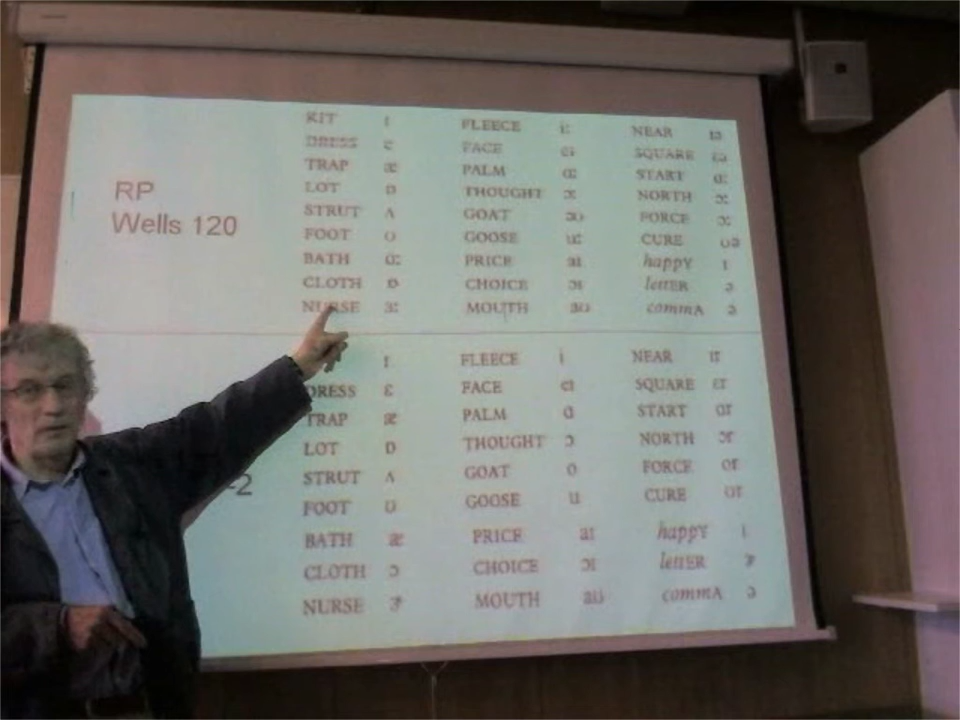 RP
Wells 120
KIT ɪ FLEECE iː NEAR ɪə
DRESS e FACE eɪ SQUARE ɛə
TRAP æ PALM ɑː START ɑː
LOT ɒ THOUGHT ɔː NORTH ɔː
STRUT ʌ GOAT əʊ FORCE ɔː
FOOT ʊ GOOSE uː CURE ʊə
BATH ɑː PRICE aɪ happY ɪ
CLOTH ɒ CHOICE ɔɪ lettER ə
NURSE ɜː MOUTH aʊ commA ə
ɪ FLEECE i NEAR ɪr
DRESS ɛ FACE eɪ SQUARE ɛr
TRAP æ PALM ɑ START ɑr
LOT ɒ THOUGHT ɔ NORTH ɔr
STRUT ʌ GOAT o FORCE or
-2
FOOT ʊ GOOSE u CURE ʊr
BATH æ PRICE aɪ happY ɪ
CLOTH ɔ CHOICE ɔɪ lettER ɚ
NURSE ɝ MOUTH aʊ commA ə